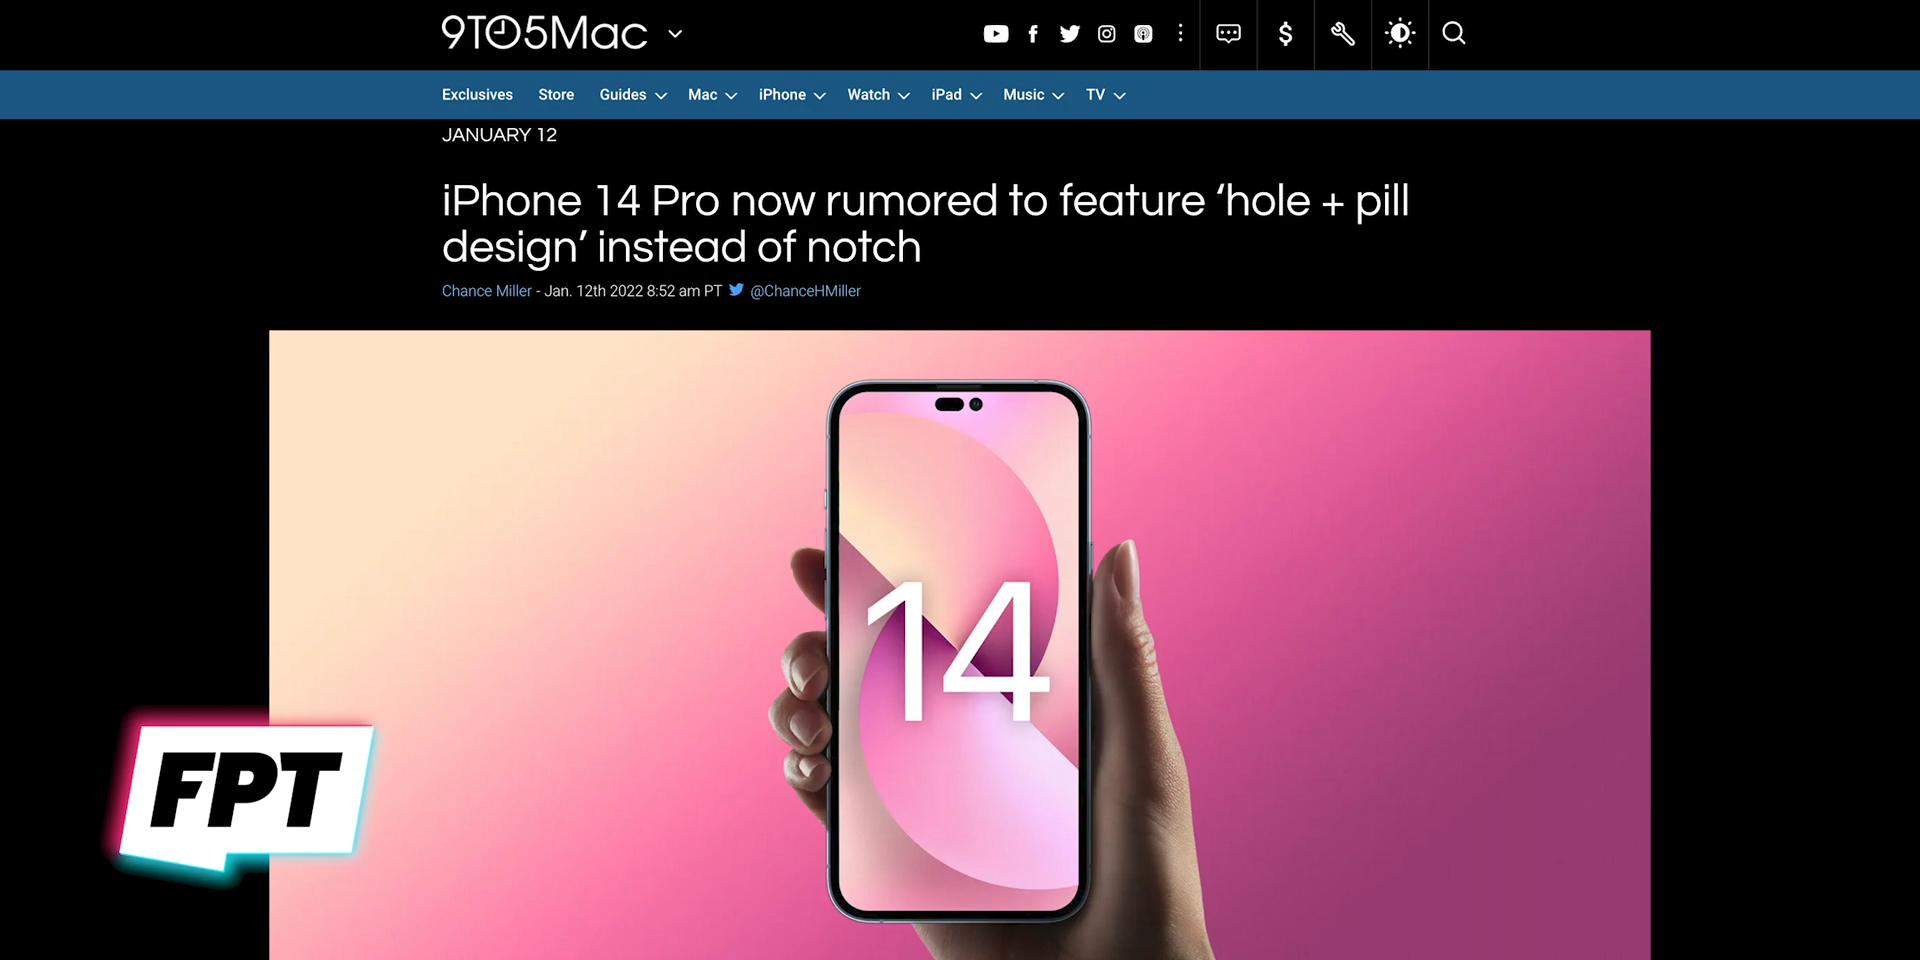 9TO5Mac
Exclusives Store Guides Mac iPhone Watch iPad Music TV
JANUARY 12
iPhone 14 Pro now rumored to feature ‘hole + pill
design’ instead of notch
Chance Miller - Jan. 12th 2022 8:52 am PT @ChanceHMiller
14
FPT